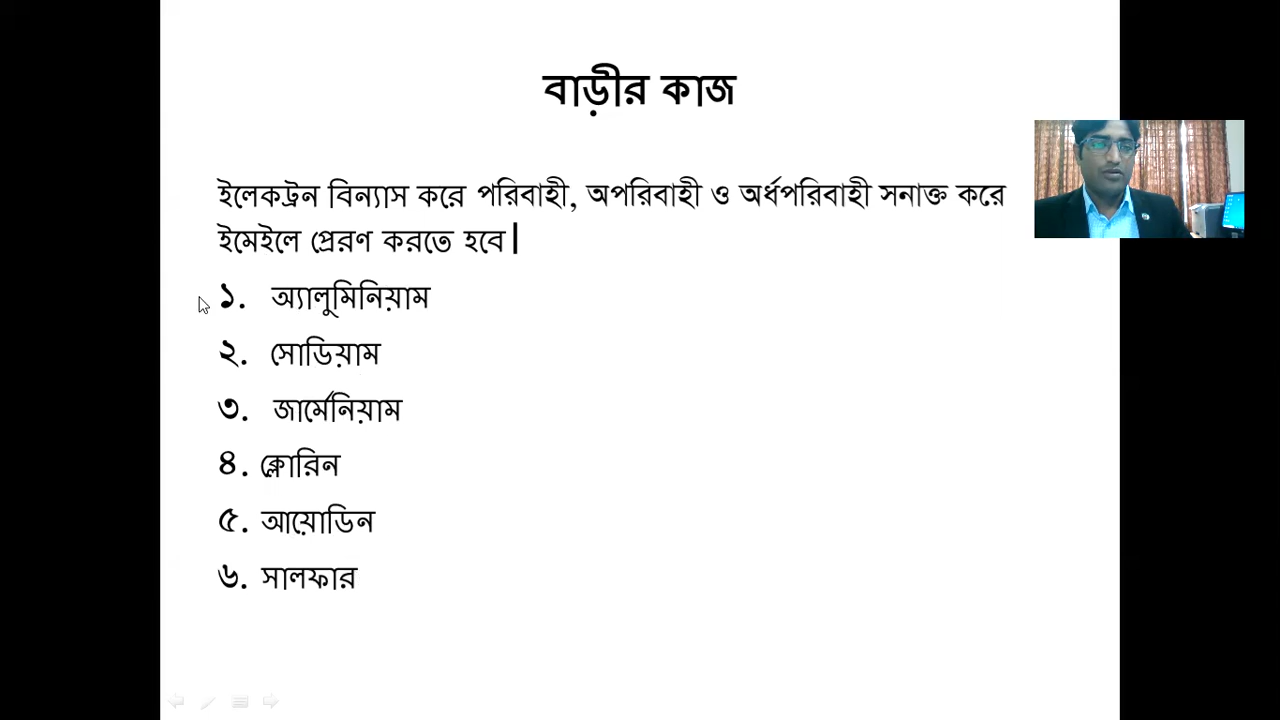 বাড়ীর কাজ
ইলেকট্রন বিন্যাস করে পরিবাহী, অপরিবাহী ও অর্ধপরিবাহী সনাক্ত করে
ইমেইলে প্রেরণ করতে হবে|
১. অ্যালুমিনিয়াম
২. সোডিয়াম
৩. জার্মেনিয়াম
৪. ক্লোরিন
৫. আয়োডিন
৬. সালফার